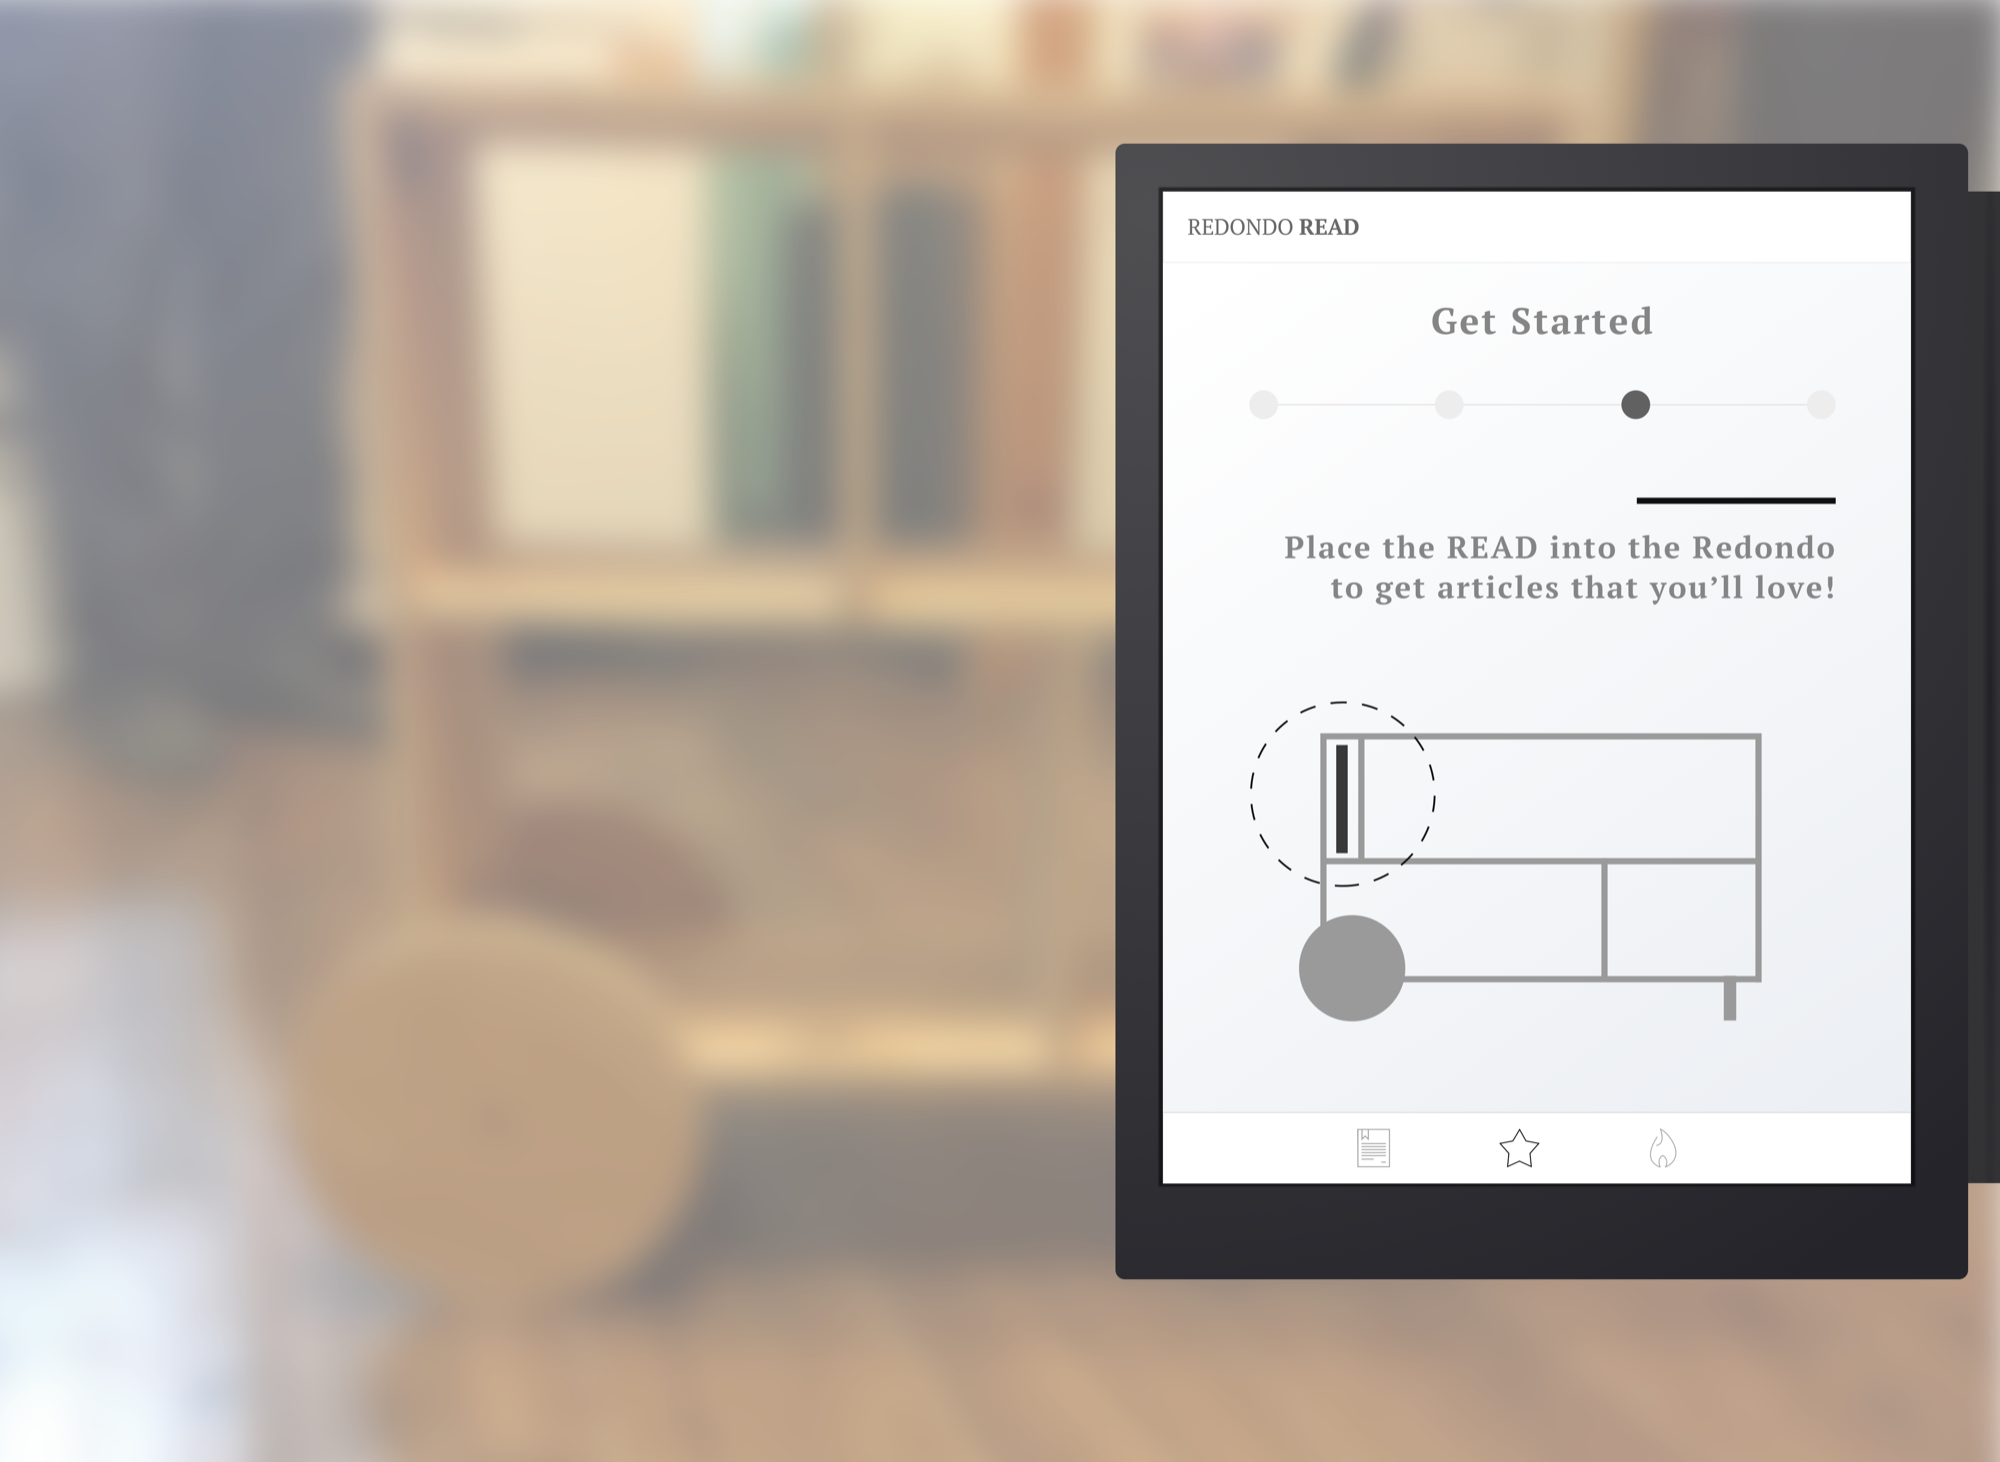 REDONDO READ
Get Started
Place the READ into the Redondo
to get articles that you’ll love!